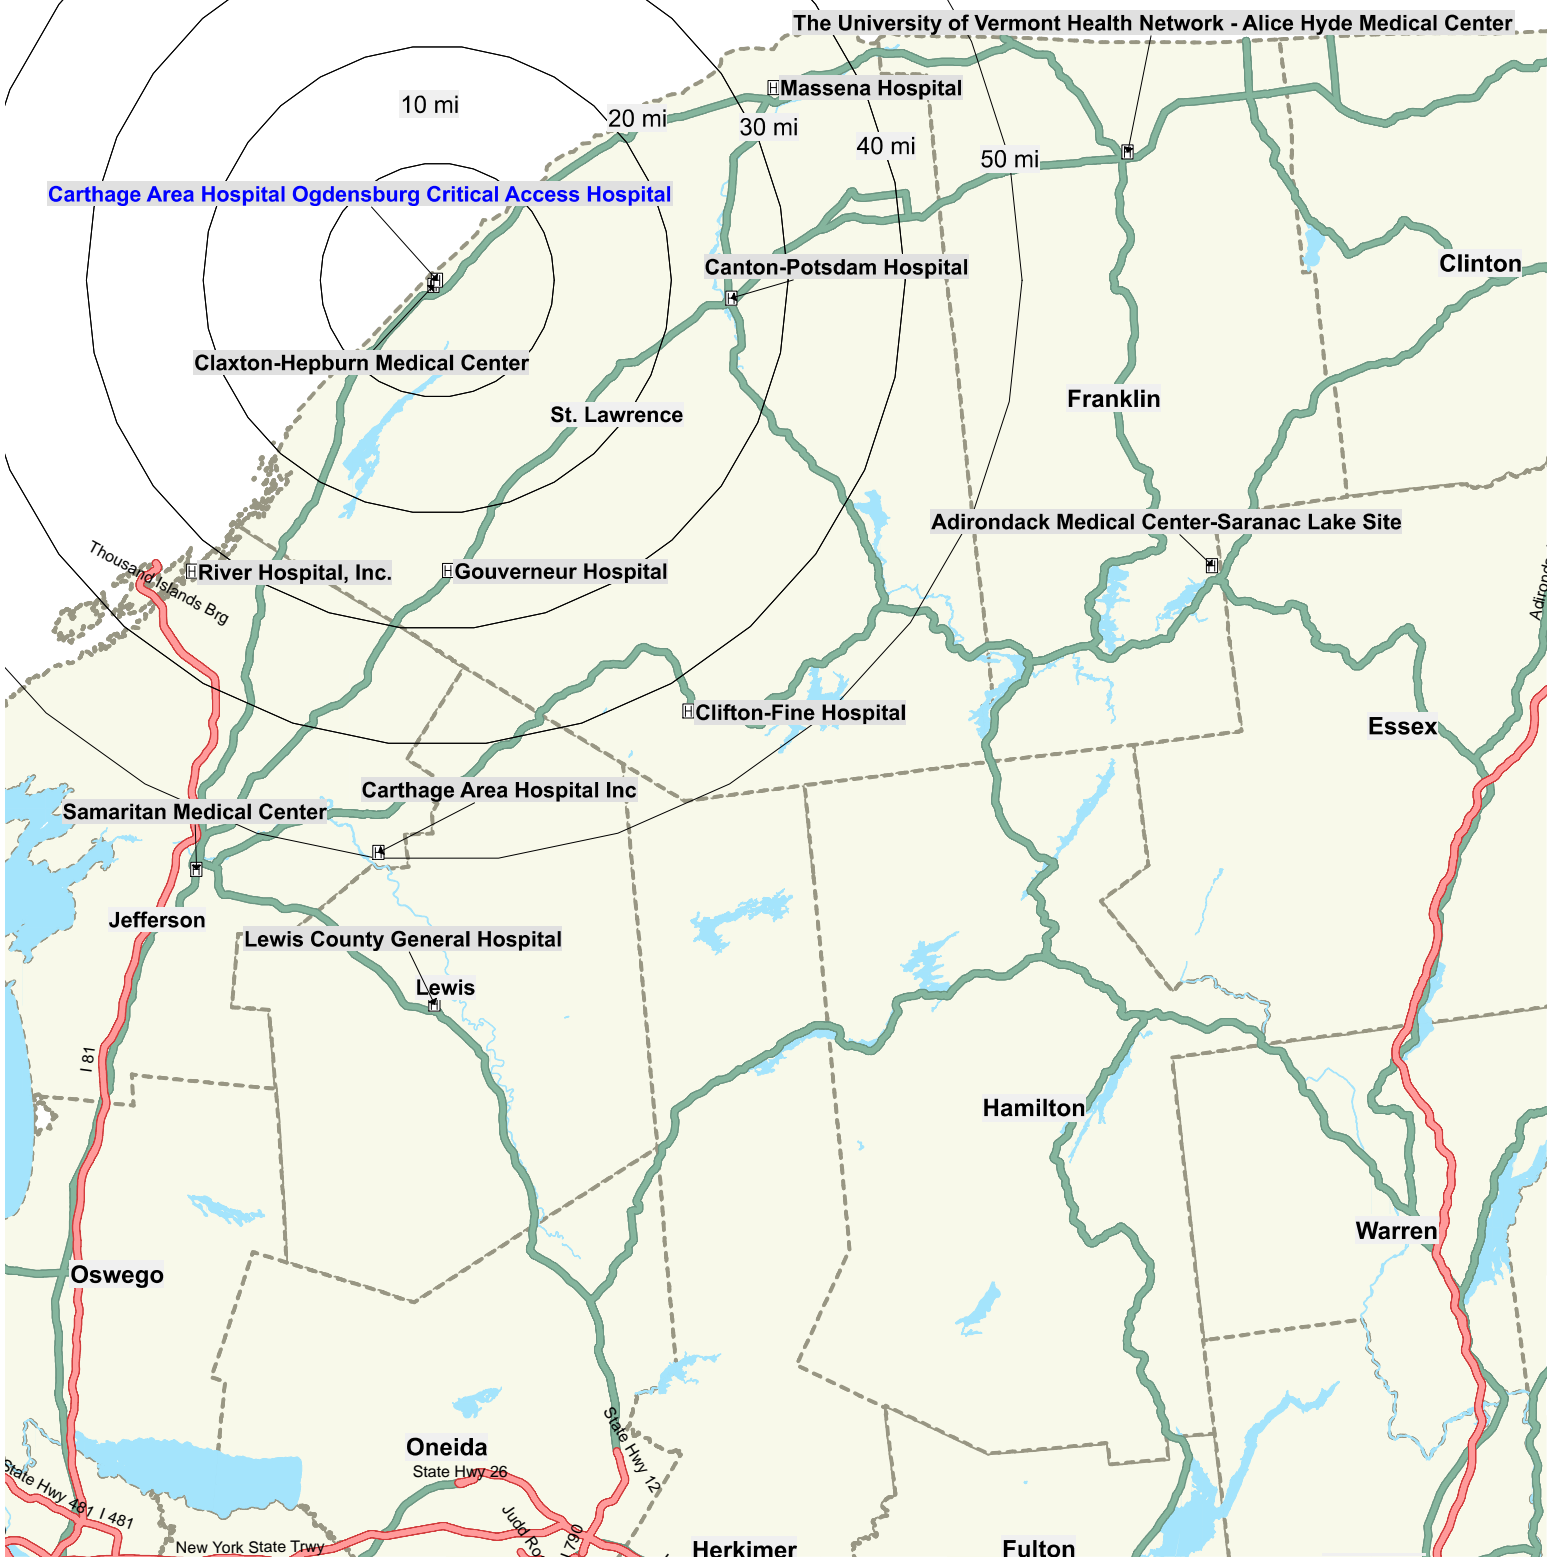 The University of Vermont Health Network - Alice Hyde Medical Center
Massena Hospital
10 mi
20 mi
30 mi
40 mi
50 mi
Carthage Area Hospital Ogdensburg Critical Access Hospital
Canton-Potsdam Hospital
Clinton
Claxton-Hepburn Medical Center
Franklin
St. Lawrence
Adirondack Medical Center-Saranac Lake Site
Thousand Islands Brg
River Hospital, Inc.
Gouverneur Hospital
Clifton-Fine Hospital
Essex
Carthage Area Hospital Inc
Samaritan Medical Center
Jefferson
Lewis County General Hospital
Lewis
I 81
Hamilton
Warren
Oswego
Oneida
State Hwy 26
State Hwy 12
State Hwy 481
I 481
I 790
New York State Trwy
Herkimer
Fulton